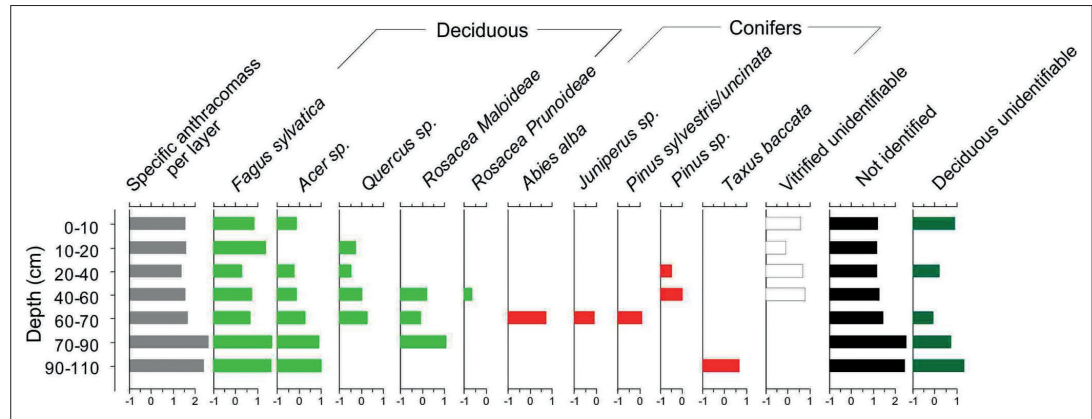 Deciduous
Conifers
Specific anthracomass
per layer
Fagus sylvatica
Acer sp.
Quercus sp.
Rosacea Maloideae
Rosacea Prunoideae
Abies alba
Juniperus sp.
Pinus sylvestris/uncinata
Pinus sp.
Taxus baccata
Vitrified unidentifiable
Not identified
Deciduous unidentifiable
Depth (cm)
0-10
10-20
20-40
40-60
60-70
70-90
90-110
-1 0 1 2 -1 0 1 -1 0 1 -1 0 1 -1 0 1 -1 0 -1 0 1 -1 0 -1 0 1 -1 0 -1 0 1 -1 0 1 -1 0 1 2 -1 0 1